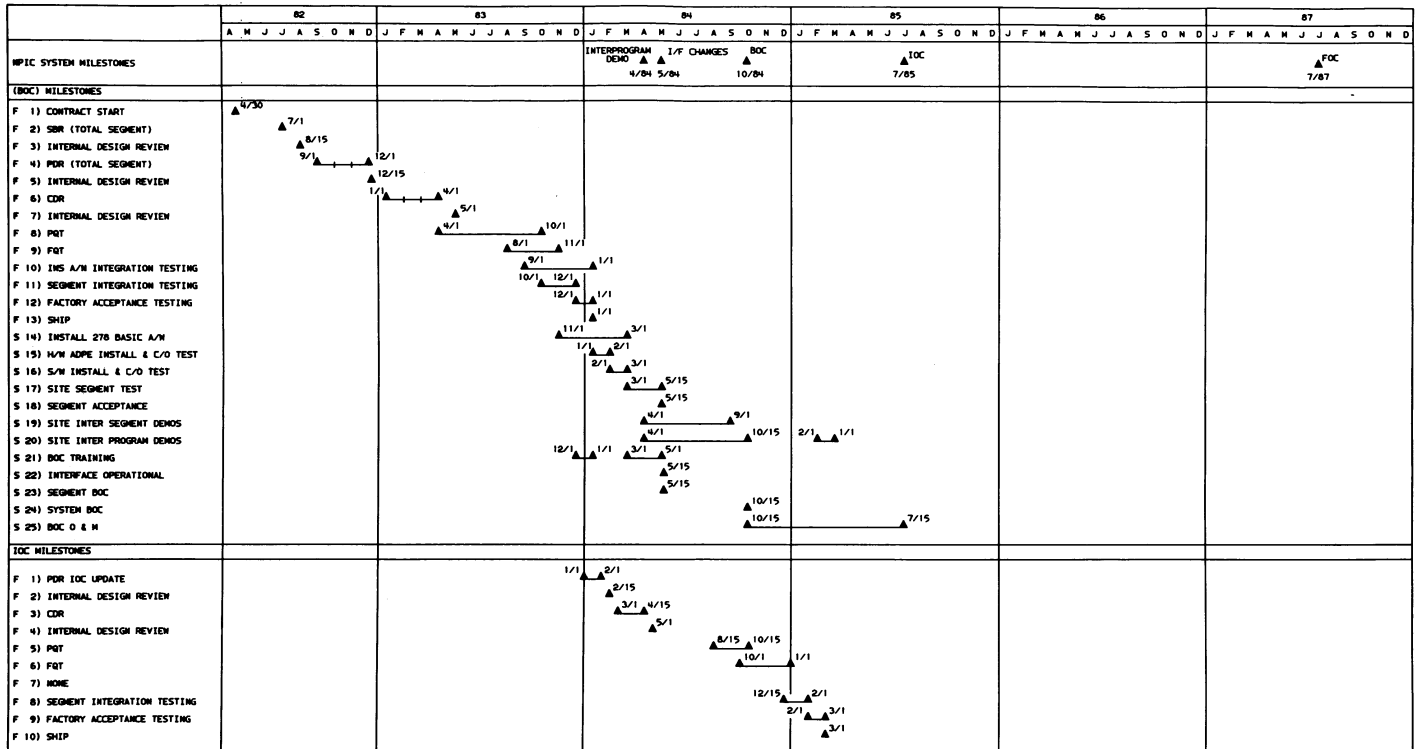 82 83 84 85 86 87
A M J J A S O N D J F M A M J J A S O N D J F M A M J J A S O N D J F M A M J J A S O N D J F M A M J J A S O N D J F M A M J J A S O N D
NPIC SYSTEM MILESTONES INTERPROGRAM DEMO 4/84 I/F CHANGES 5/84 BOC 10/84 IOC 7/85 FOC 7/87
(BOC) MILESTONES
F 1) CONTRACT START 4/30
F 2) SBR (TOTAL SEGMENT) 7/1
F 3) INTERNAL DESIGN REVIEW 8/15
F 4) PDR (TOTAL SEGMENT) 9/1 12/1
F 5) INTERNAL DESIGN REVIEW 12/15
F 6) CDR 1/1 4/1
F 7) INTERNAL DESIGN REVIEW 5/1
F 8) PQT 4/1 10/1
F 9) FQT 8/1 11/1
F 10) INS A/N INTEGRATION TESTING 9/1 1/1
F 11) SEGMENT INTEGRATION TESTING 10/1 12/1
F 12) FACTORY ACCEPTANCE TESTING 12/1 1/1
F 13) SHIP 1/1
S 14) INSTALL 278 BASIC A/N 11/1 3/1
S 15) H/W ADPE INSTALL & C/O TEST 1/1 2/1
S 16) S/W INSTALL & C/O TEST 2/1 3/1
S 17) SITE SEGMENT TEST 3/1 5/15
S 18) SEGMENT ACCEPTANCE 5/15
S 19) SITE INTER SEGMENT DEMOS 4/1 9/1
S 20) SITE INTER PROGRAM DEMOS 4/1 10/15 2/1 1/1
S 21) BOC TRAINING 12/1 1/1 3/1 5/1
S 22) INTERFACE OPERATIONAL 5/15
S 23) SEGMENT BOC 5/15
S 24) SYSTEM BOC 10/15
S 25) BOC O & M 10/15 7/15
IOC MILESTONES
F 1) PDR IOC UPDATE 1/1 2/1
F 2) INTERNAL DESIGN REVIEW 2/15
F 3) CDR 3/1 4/15
F 4) INTERNAL DESIGN REVIEW 5/1
F 5) PQT 8/15 10/15
F 6) FQT 10/1 1/1
F 7) NONE
F 8) SEGMENT INTEGRATION TESTING 12/15 2/1
F 9) FACTORY ACCEPTANCE TESTING 2/1 3/1
F 10) SHIP 3/1